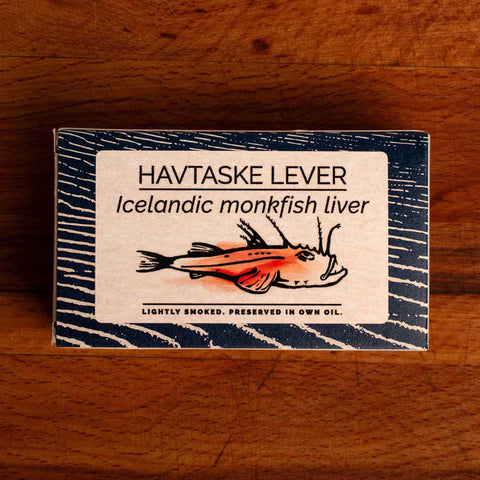 HAVTASKE LEVER
Icelandic monkfish liver
LIGHTLY SMOKED. PRESERVED IN OWN OIL.